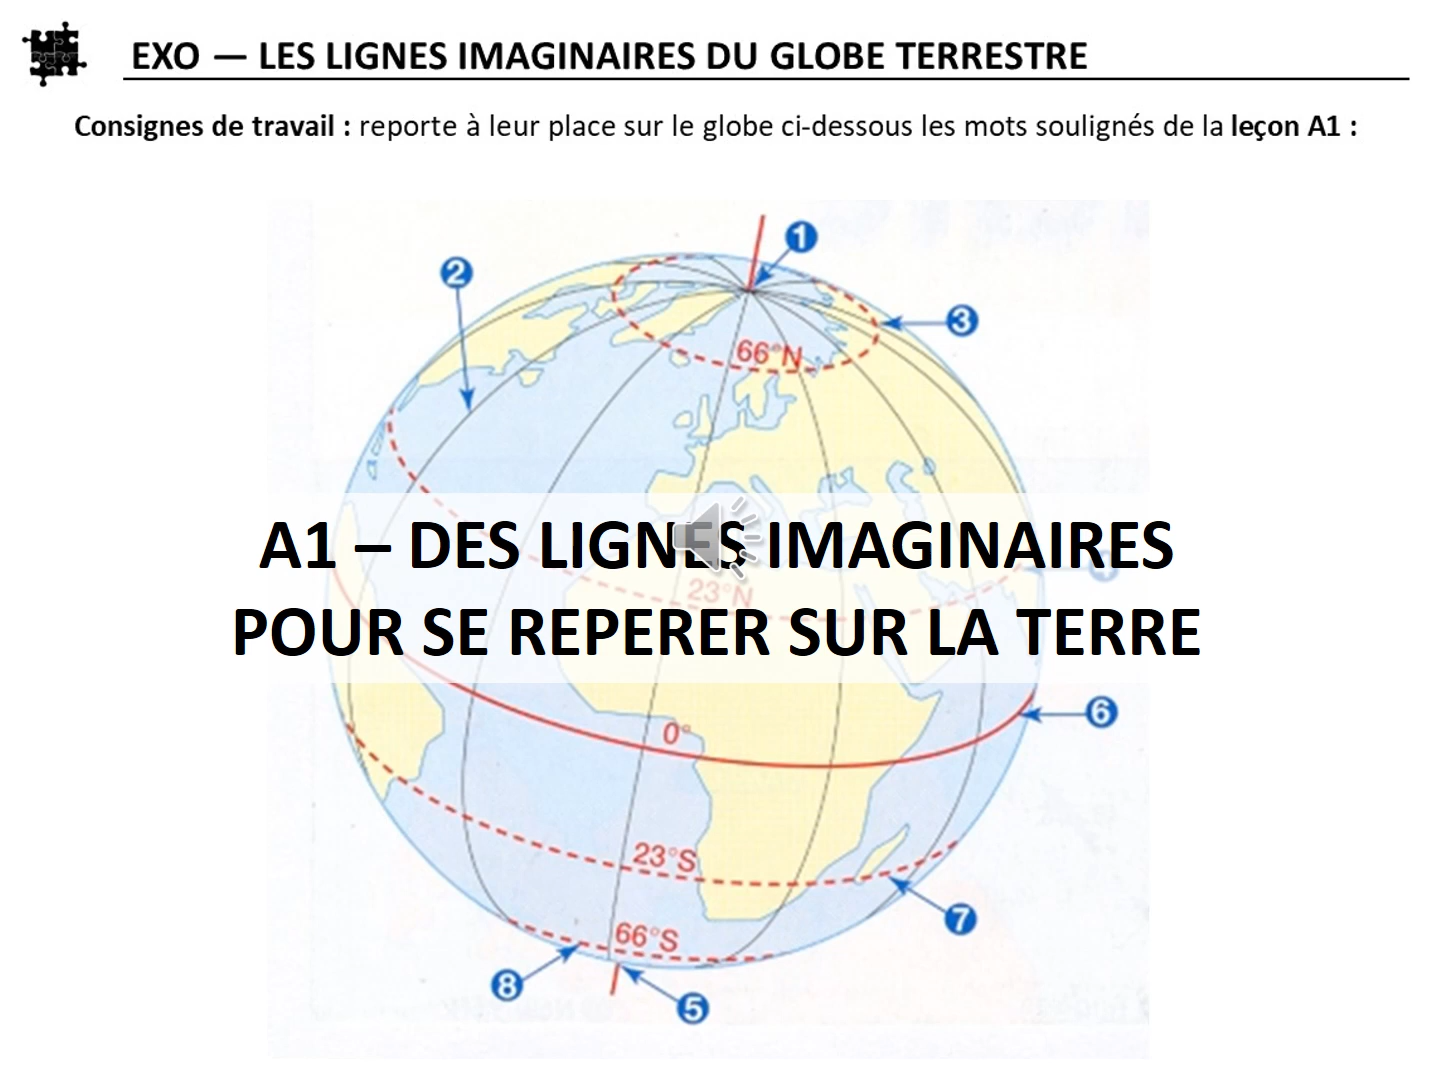 EXO — LES LIGNES IMAGINAIRES DU GLOBE TERRESTRE
Consignes de travail : reporte à leur place sur le globe ci-dessous les mots soulignés de la leçon A1 :
1
2
3
66°N
A1 – DES LIGNES IMAGINAIRES
23°N
POUR SE REPERER SUR LA TERRE
6
0°
23°S
7
66°S
8
5